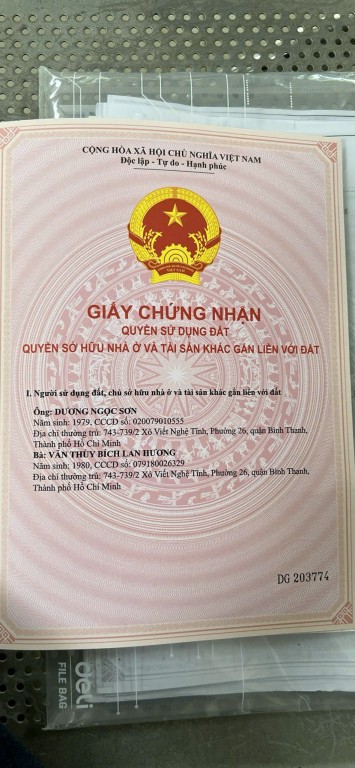 CỘNG HÒA XÃ HỘI CHỦ NGHĨA VIỆT NAM
Độc lập - Tự do - Hạnh phúc
VIỆT NAM
GIẤY CHỨNG NHẬN
QUYỀN SỬ DỤNG ĐẤT
QUYỀN SỞ HỮU NHÀ Ở VÀ TÀI SẢN KHÁC GẮN LIỀN VỚI ĐẤT
I. Người sử dụng đất, chủ sở hữu nhà ở và tài sản khác gắn liền với đất
Ông: DƯƠNG NGỌC SƠN
Năm sinh: 1979, CCCD số: 020079010555
Địa chỉ thường trú: 743-739/2 Xô Viết Nghệ Tĩnh, Phường 26, quận Bình Thạnh,
Thành phố Hồ Chí Minh
Bà: VĂN THÙY BÍCH LAN HƯƠNG
Năm sinh: 1980, CCCD số: 079180026329
Địa chỉ thường trú: 743-739/2 Xô Viết Nghệ Tĩnh, Phường 26, quận Bình Thạnh,
Thành phố Hồ Chí Minh
DG 203774
deli
FILE BAG